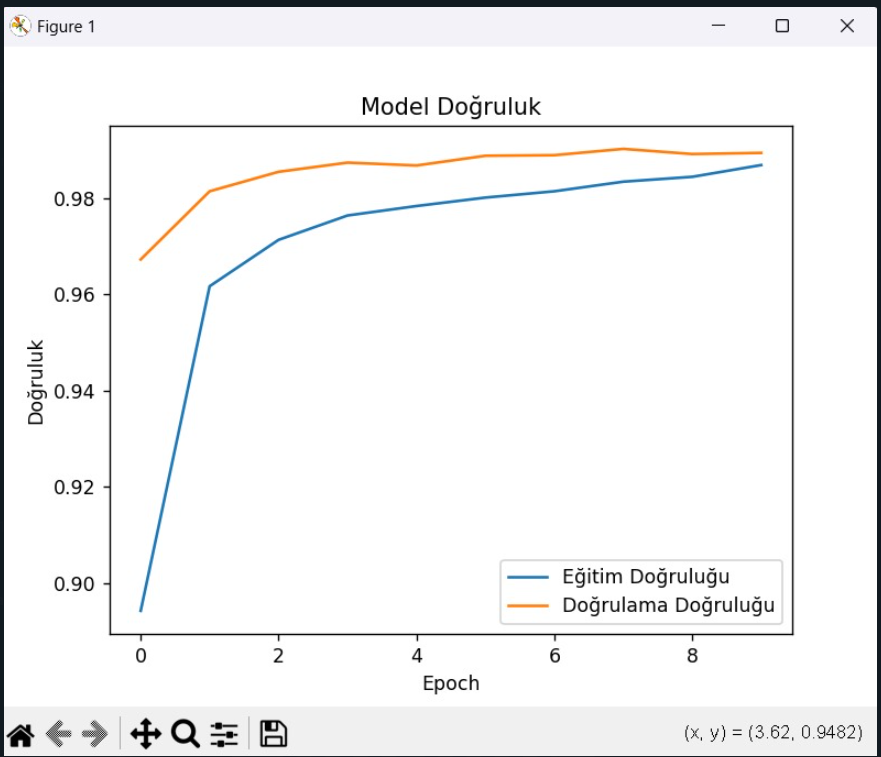 Figure 1
Model Doğruluk
Doğruluk
0.98
0.96
0.94
0.92
0.90
Eğitim Doğruluğu
Doğrulama Doğruluğu
0 2 4 6 8
Epoch
(x, y) = (3.62, 0.9482)